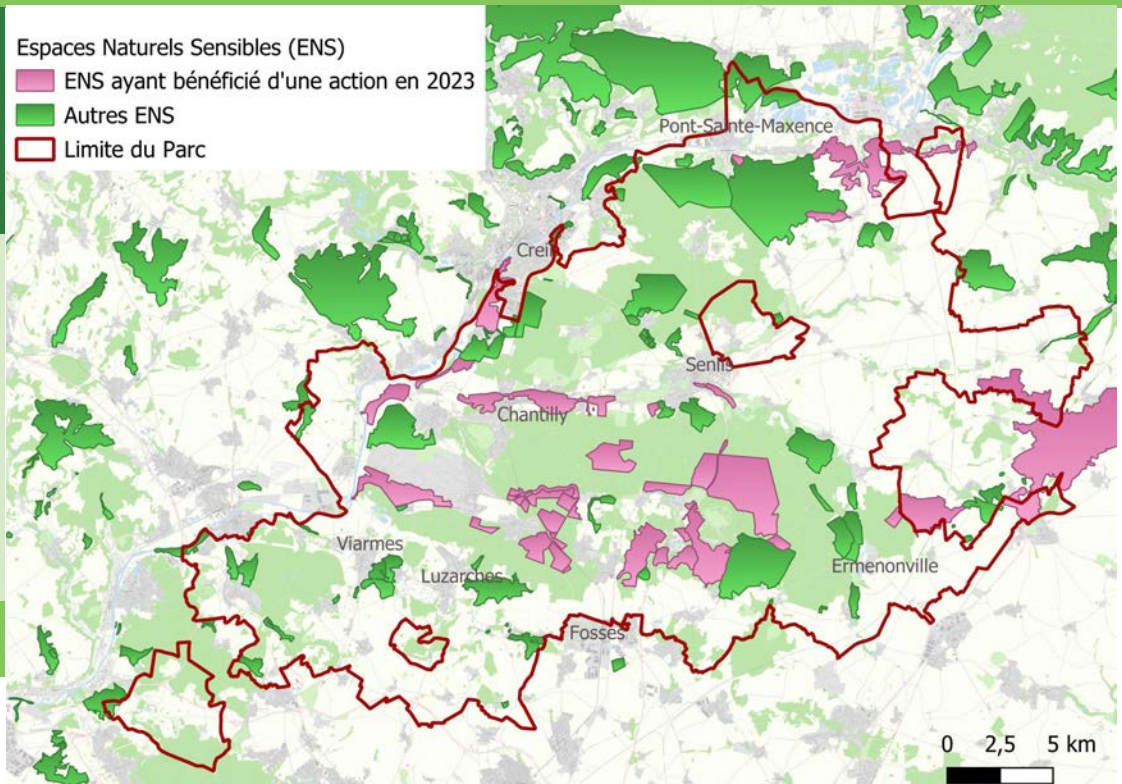 Espaces Naturels Sensibles (ENS)
ENS ayant bénéficié d'une action en 2023
Autres ENS
Limite du Parc
Pont-Sainte-Maxence
Creil
Senlis
Chantilly
Viarmes
Luzarches
Ermenonville
Fosses
0 2,5 5 km